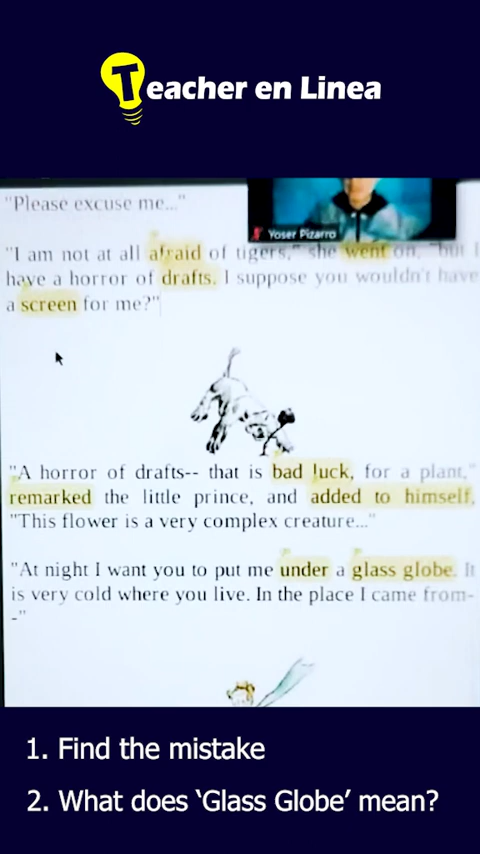 Teacher en Linea
"Please excuse me..."
Yoser Pizarro
"I am not at all afraid of tigers," she went on, "but I
have a horror of drafts. I suppose you wouldn't have
a screen for me?"
"A horror of drafts-- that is bad luck, for a plant,"
remarked the little prince, and added to himself,
"This flower is a very complex creature..."
"At night I want you to put me under a glass globe. It
is very cold where you live. In the place I came from-
-"
1. Find the mistake
2. What does ‘Glass Globe’ mean?